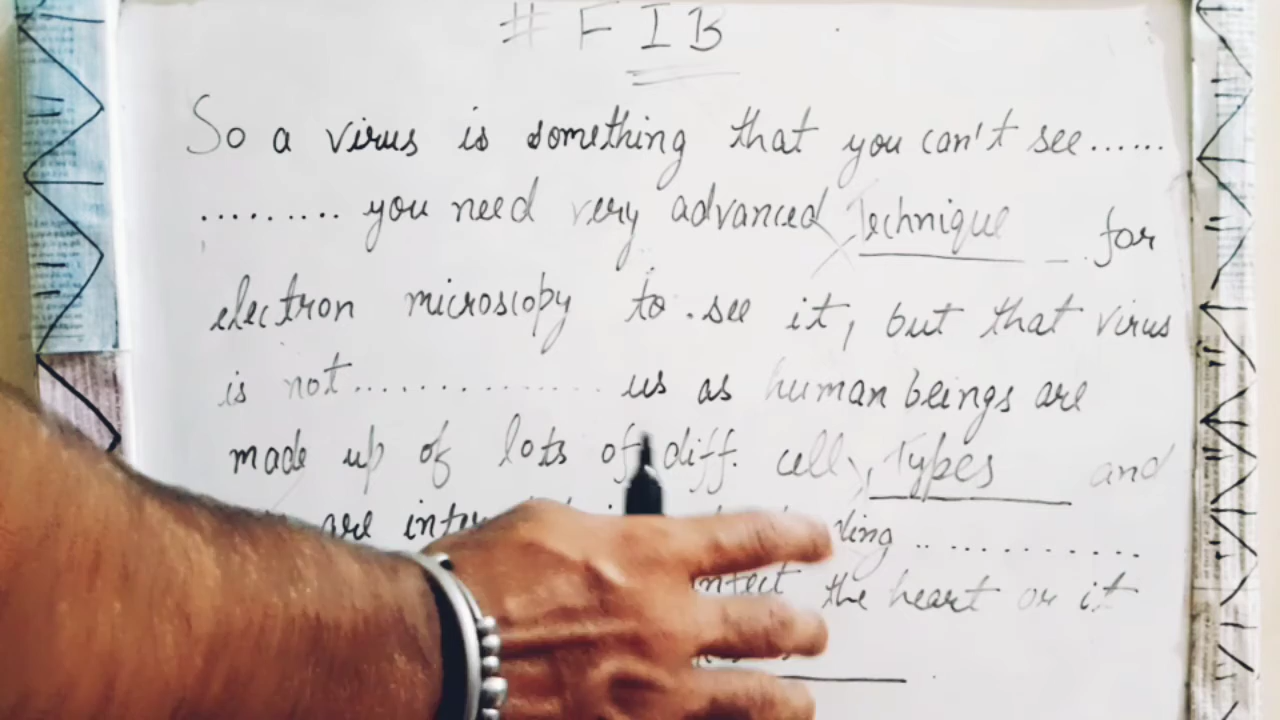 # FIB
So a virus is something that you can't see......
......... you need very advanced Technique for
electron microscopy to see it, but that virus
is not.............. us as human beings are
made up of lots of diff. cell, Types and
are ...........
the heart or it